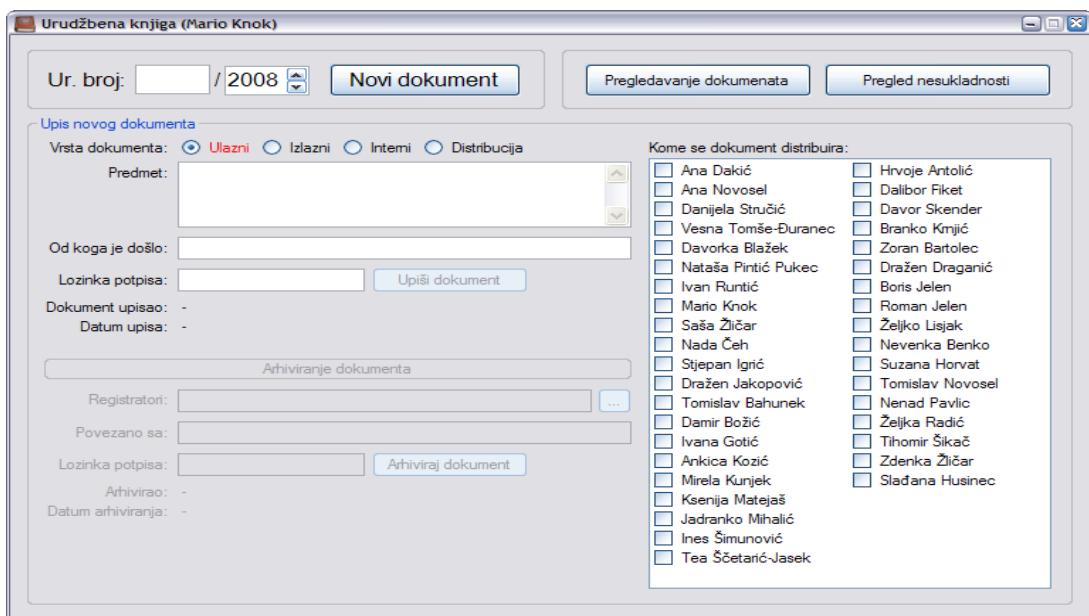 Urudžbena knjiga (Mario Knok)
Ur. broj: / 2008 Novi dokument
Pregledavanje dokumenata Pregled nesukladnosti
Upis novog dokumenta
Vrsta dokumenta: Ulazni Izlazni Interni Distribucija
Predmet:
Od koga je došlo:
Lozinka potpisa: Upiši dokument
Dokument upisao: -
Datum upisa: -
Arhiviranje dokumenta
Registratori: ...
Povezano sa:
Lozinka potpisa: Arhiviraj dokument
Arhivirao: -
Datum arhiviranja: -
Kome se dokument distribuira:
Ana Dakić
Ana Novosel
Danijela Stručić
Vesna Tomše-Đuranec
Davorka Blažek
Nataša Pintić Pukec
Ivan Runtić
Mario Knok
Saša Žličar
Nada Čeh
Stjepan Igrić
Dražen Jakopović
Tomislav Bahunek
Damir Božić
Ivana Gotić
Ankica Kozić
Mirela Kunjek
Ksenija Matejaš
Jadranko Mihalić
Ines Šimunović
Tea Ščetarić-Jasek
Hrvoje Antolić
Dalibor Fiket
Davor Skender
Branko Krnjić
Zoran Bartolec
Dražen Draganić
Boris Jelen
Roman Jelen
Željko Lisjak
Nevenka Benko
Suzana Horvat
Tomislav Novosel
Nenad Pavlic
Željka Radić
Tihomir Šikač
Zdenka Žličar
Slađana Husinec